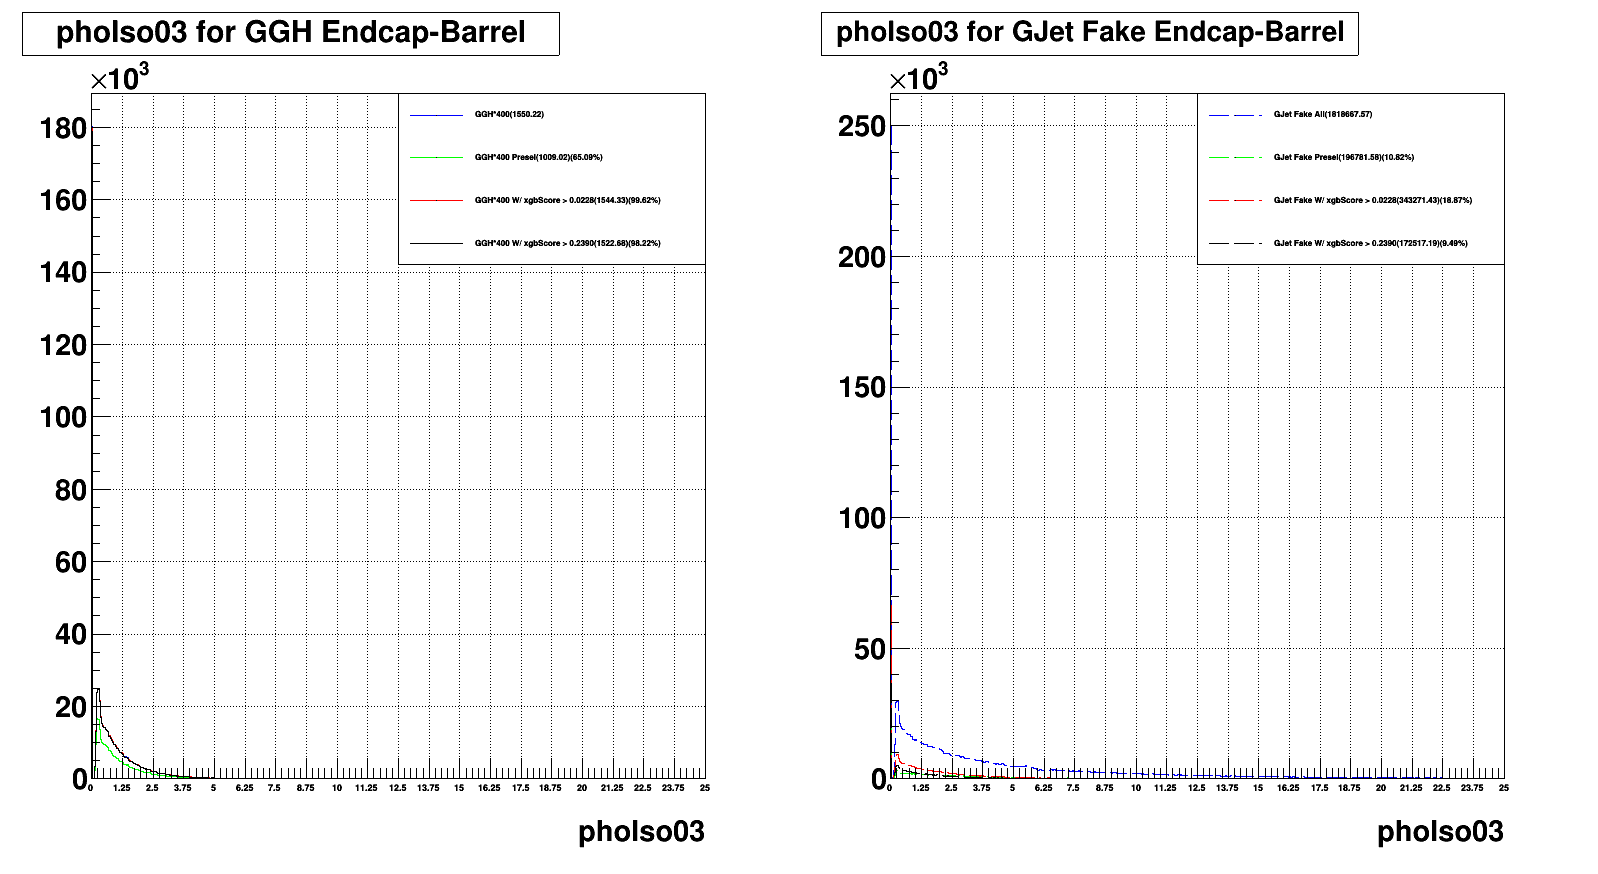 phoIso03 for GGH Endcap-Barrel
×10³
GGH*400(1550.22)
GGH*400 Presel(1009.02)(65.09%)
GGH*400 W/ xgbScore > 0.0228(1544.33)(99.62%)
GGH*400 W/ xgbScore > 0.2390(1522.68)(98.22%)
180
160
140
120
100
80
60
40
20
0
0 1.25 2.5 3.75 5 6.25 7.5 8.75 10 11.25 12.5 13.75 15 16.25 17.5 18.75 20 21.25 22.5 23.75 25
phoIso03
phoIso03 for GJet Fake Endcap-Barrel
×10³
GJet Fake All(1818667.57)
GJet Fake Presel(196781.58)(10.82%)
GJet Fake W/ xgbScore > 0.0228(343271.43)(18.87%)
GJet Fake W/ xgbScore > 0.2390(172517.19)(9.49%)
250
200
150
100
50
0
0 1.25 2.5 3.75 5 6.25 7.5 8.75 10 11.25 12.5 13.75 15 16.25 17.5 18.75 20 21.25 22.5 23.75 25
phoIso03